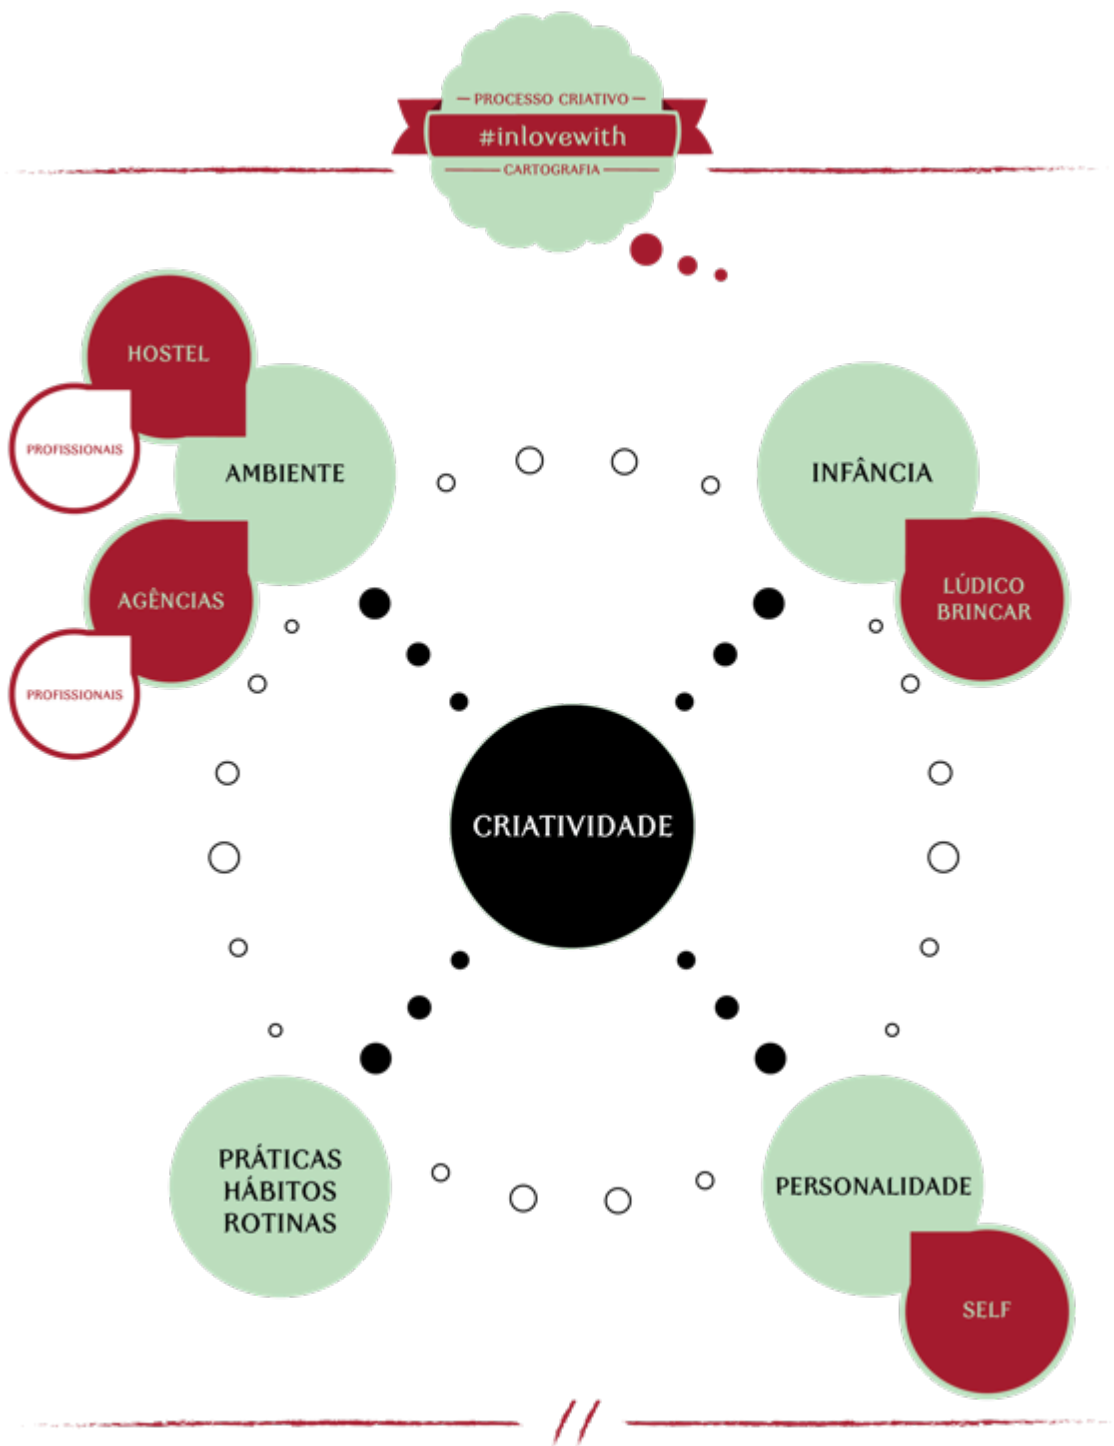 PROCESSO CRIATIVO
#inlovewith
CARTOGRAFIA
HOSTEL
PROFISSIONAIS
AMBIENTE
AGÊNCIAS
PROFISSIONAIS
INFÂNCIA
LÚDICO
BRINCAR
CRIATIVIDADE
PRÁTICAS
HÁBITOS
ROTINAS
PERSONALIDADE
SELF